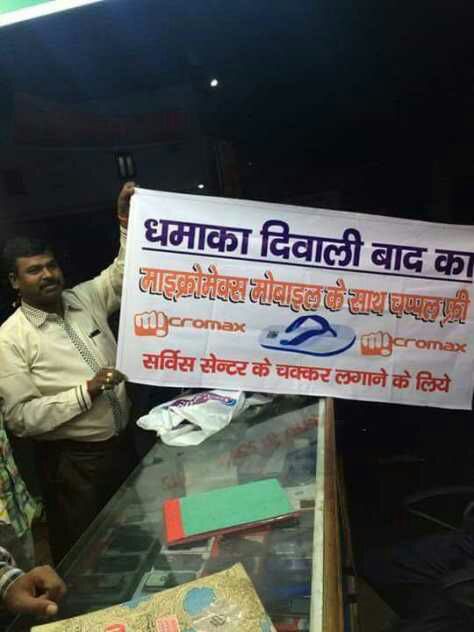 धमाका दिवाली बाद का
माइक्रोमेक्स मोबाइल के साथ चप्पल फ्री
micromax
micromax
सर्विस सेन्टर के चक्कर लगाने के लिये